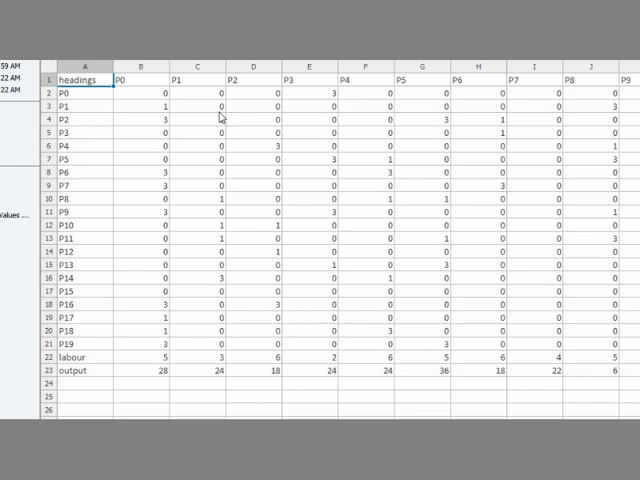 59 AM
22 AM
22 AM
Values ...
A B C D E F G H I J
1 headings P0 P1 P2 P3 P4 P5 P6 P7 P8 P9
2 P0 0 0 0 3 0 0 0 0 0
3 P1 1 0 0 0 0 0 0 0 3
4 P2 3 0 0 0 0 3 1 0 0
5 P3 0 0 0 0 0 0 1 0 0
6 P4 0 0 3 0 0 0 0 0 1
7 P5 0 0 0 3 1 0 0 0 3
8 P6 3 0 0 0 3 0 0 0 0
9 P7 3 0 0 0 0 0 3 0 0
10 P8 0 1 0 0 1 1 0 0 0
11 P9 3 0 0 3 0 0 0 0 1
12 P10 0 1 1 0 0 0 0 0 0
13 P11 0 1 0 0 0 1 0 0 3
14 P12 0 0 1 0 0 0 0 0 0
15 P13 0 0 0 1 0 3 0 0 0
16 P14 0 3 0 0 1 0 0 0 0
17 P15 0 0 0 0 0 0 0 0 0
18 P16 3 0 3 0 0 0 0 0 0
19 P17 1 0 0 0 0 0 0 0 0
20 P18 1 0 0 0 3 0 0 0 0
21 P19 3 0 0 0 0 3 0 0 0
22 labour 5 3 6 2 6 5 6 4 5
23 output 28 24 18 24 24 36 18 22 6
24
25
26